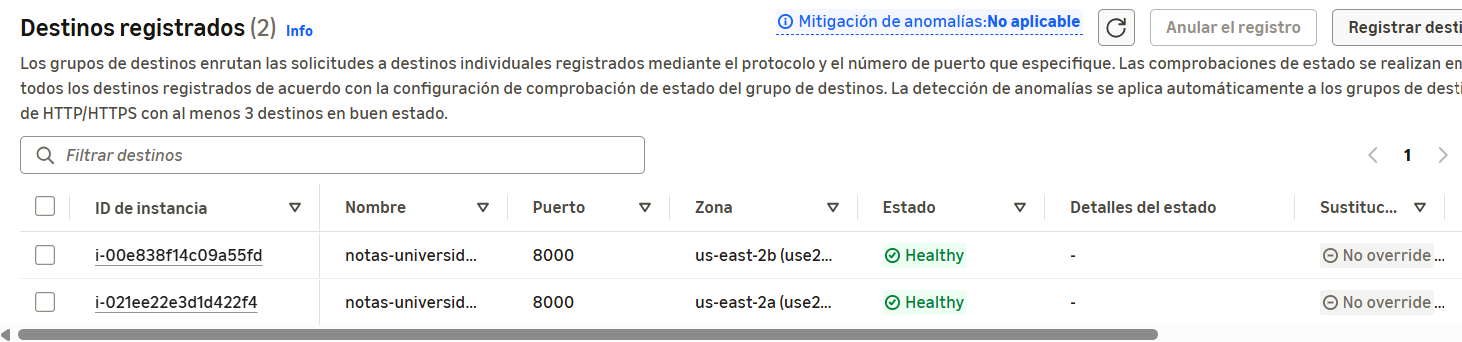 Destinos registrados (2) Info
Mitigación de anomalías:No aplicable
Anular el registro
Registrar desti
Los grupos de destinos enrutan las solicitudes a destinos individuales registrados mediante el protocolo y el número de puerto que especifique. Las comprobaciones de estado se realizan en
todos los destinos registrados de acuerdo con la configuración de comprobación de estado del grupo de destinos. La detección de anomalías se aplica automáticamente a los grupos de desti
de HTTP/HTTPS con al menos 3 destinos en buen estado.
Filtrar destinos
1
ID de instancia Nombre Puerto Zona Estado Detalles del estado Sustituc...
i-00e838f14c09a55fd notas-universid... 8000 us-east-2b (use2... Healthy - No override...
i-021ee22e3d1d422f4 notas-universid... 8000 us-east-2a (use2... Healthy - No override...